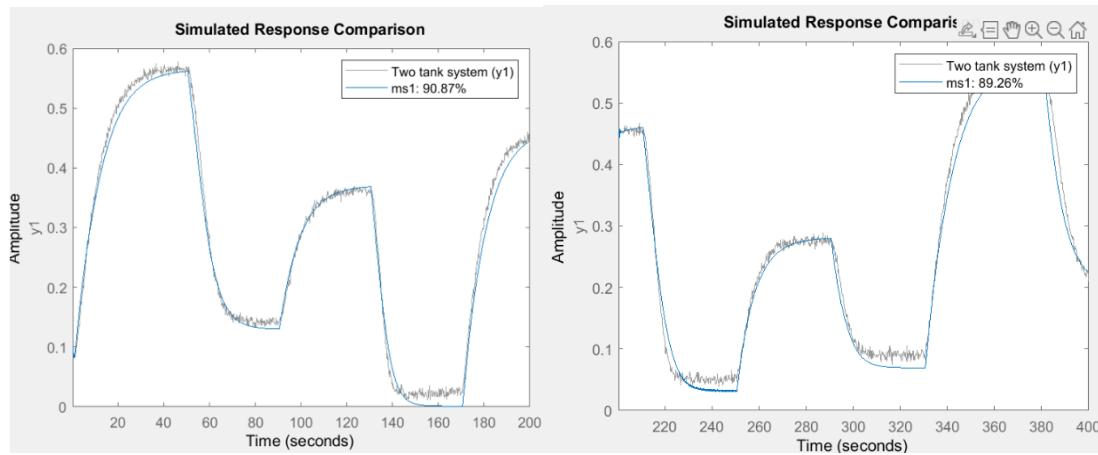 Simulated Response Comparison
0.6
0.5
0.4
0.3
0.2
0.1
0
Amplitude
y1
Two tank system (y1)
ms1: 90.87%
20 40 60 80 100 120 140 160 180 200
Time (seconds)
Simulated Response Comparis
0.6
0.5
0.4
0.3
0.2
0.1
0
Amplitude
y1
Two tank system (y1)
ms1: 89.26%
220 240 260 280 300 320 340 360 380 400
Time (seconds)